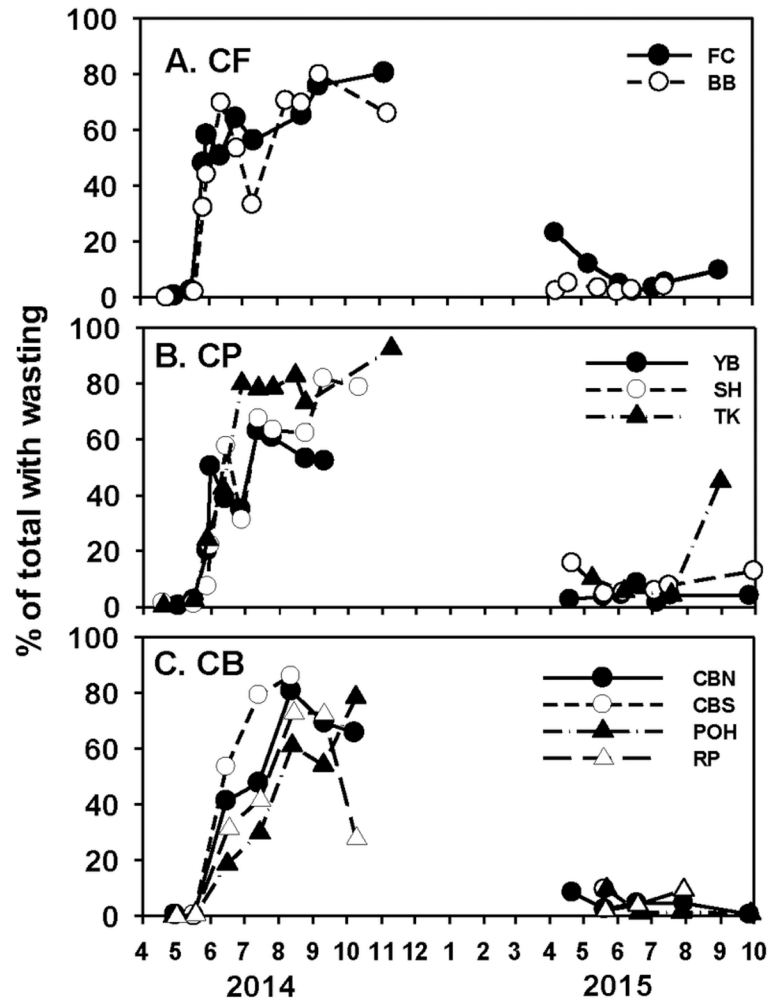 % of total with wasting
A. CF
FC
BB
100
80
60
40
20
0
B. CP
YB
SH
TK
100
80
60
40
20
0
C. CB
CBN
CBS
POH
RP
100
80
60
40
20
0
4 5 6 7 8 9 10 11 12 1 2 3 4 5 6 7 8 9 10
2014 2015